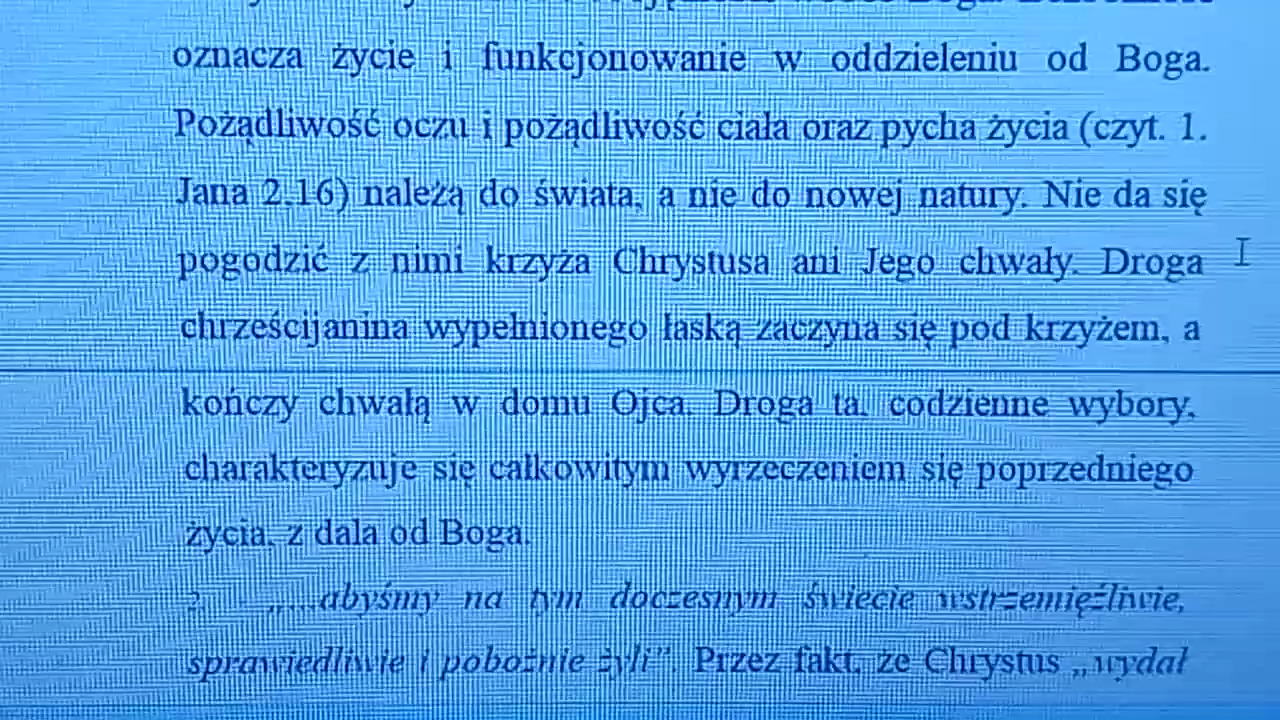 oznacza życie i funkcjonowanie w oddzieleniu od Boga.
Pożądliwość oczu i pożądliwość ciała oraz pycha życia (czyt. 1.
Jana 2.16) należą do świata, a nie do nowej natury. Nie da się
pogodzić z nimi krzyża Chrystusa ani Jego chwały. Droga
chrześcijanina wypełnionego łaską zaczyna się pod krzyżem, a
kończy chwałą w domu Ojca. Droga ta, codzienne wybory,
charakteryzuje się całkowitym wyrzeczeniem się poprzedniego
życia, z dala od Boga.
„...abyśmy na tym doczesnym świecie wstrzemięźliwie,
sprawiedliwie i pobożnie żyli”. Przez fakt, że Chrystus „wydał